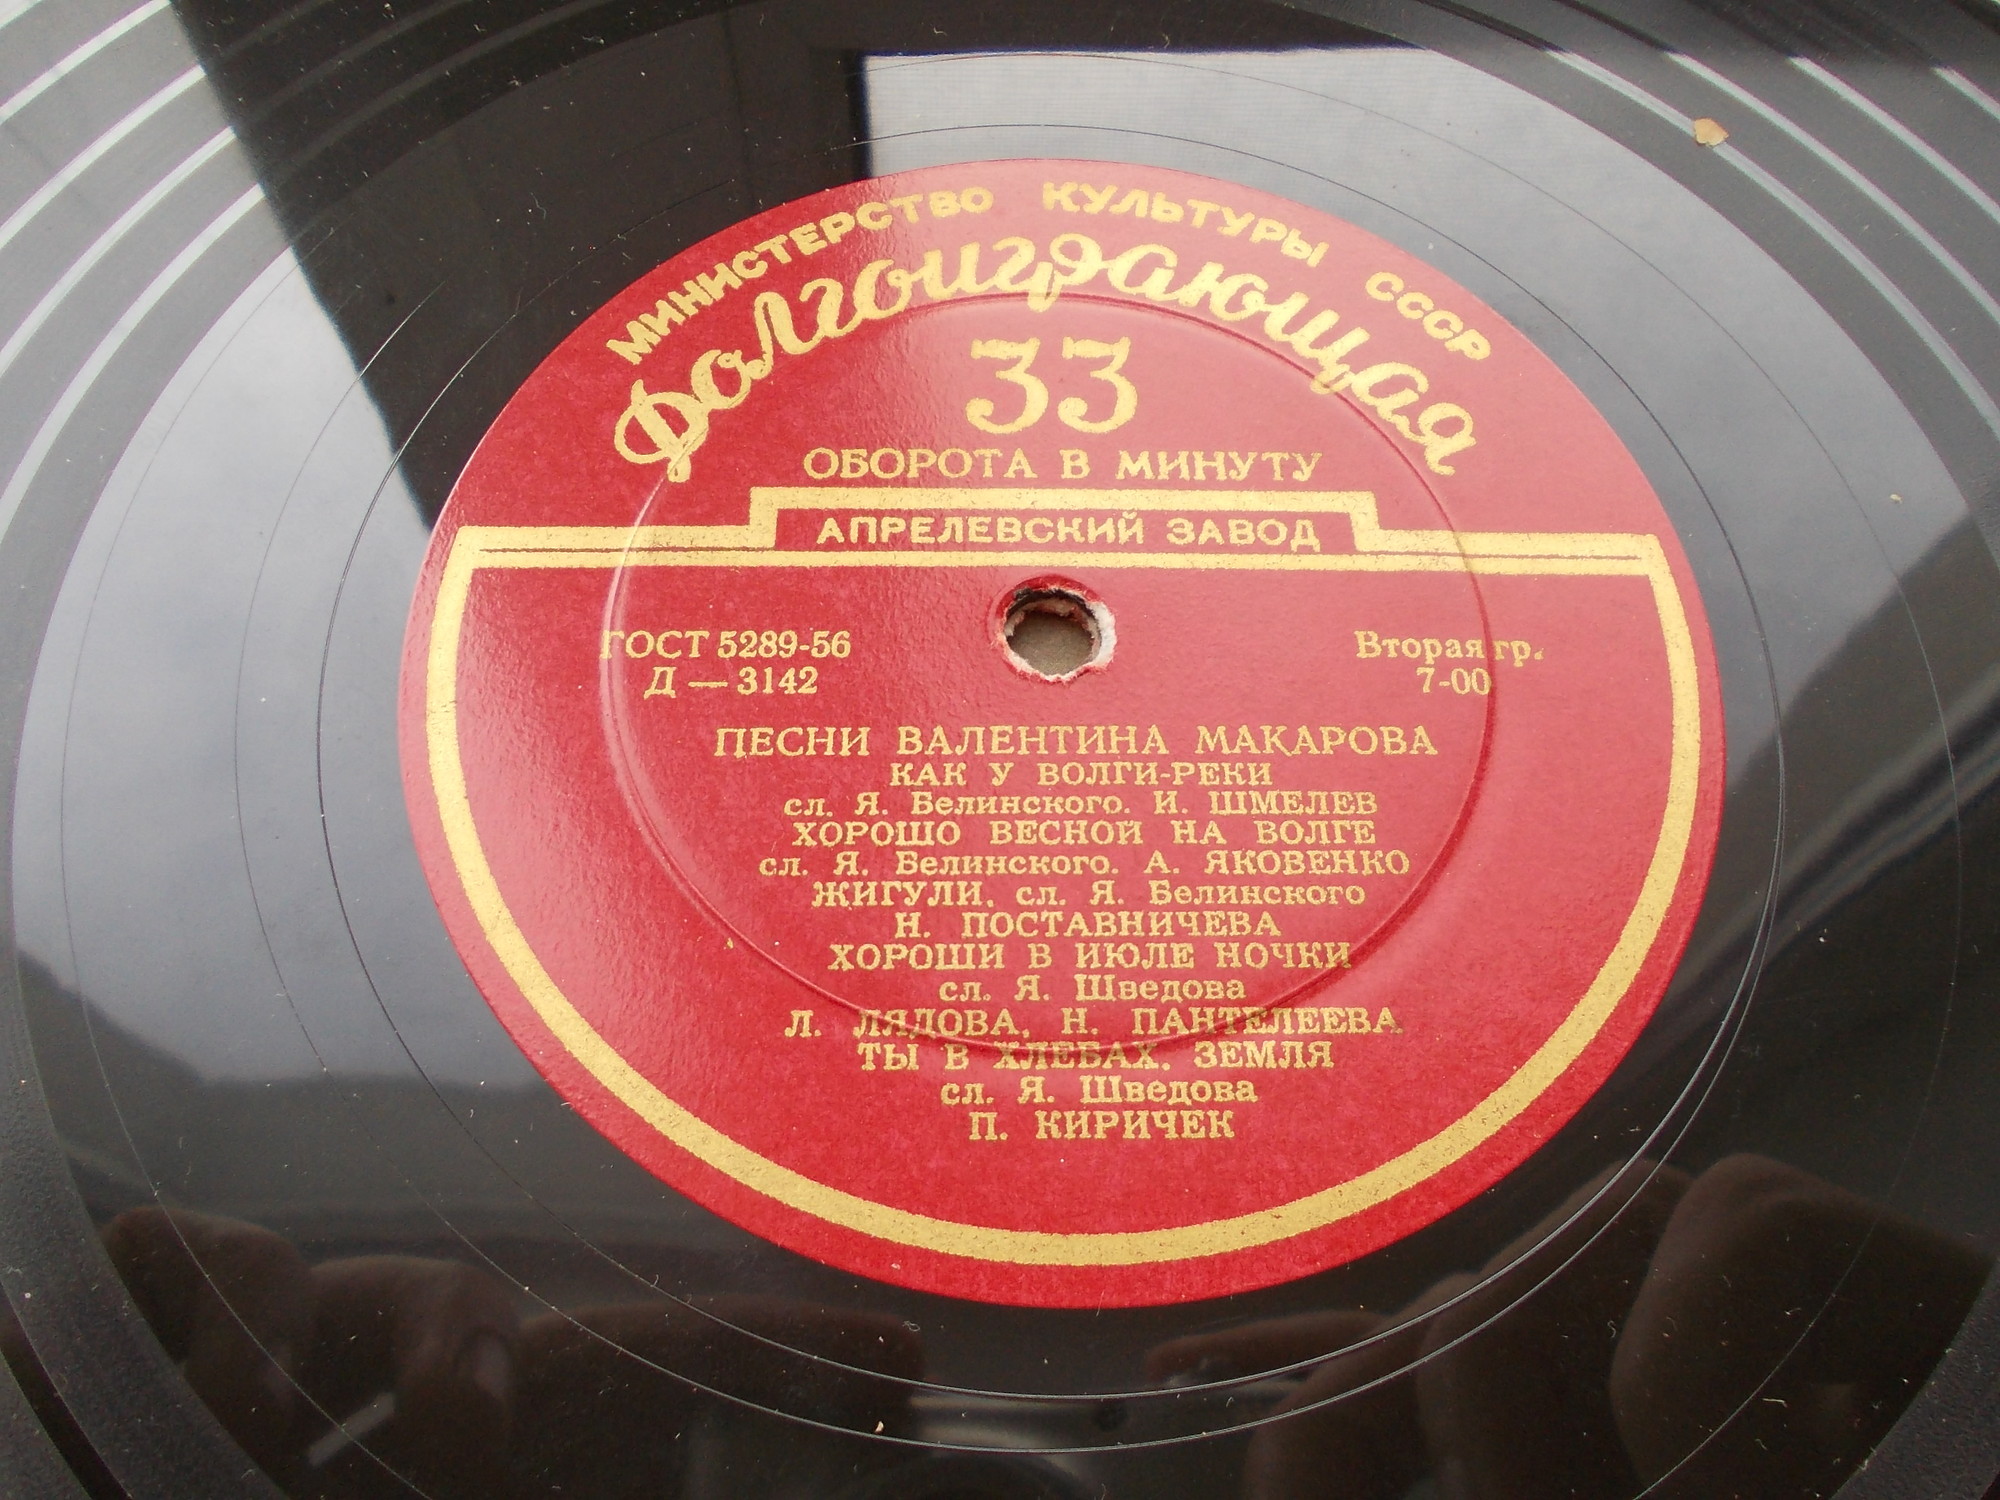 МИНИСТЕРСТВО КУЛЬТУРЫ СССР
Долгоиграющая
33
ОБОРОТА В МИНУТУ
АПРЕЛЕВСКИЙ ЗАВОД
ГОСТ 5289-56
Д — 3142
Вторая гр.
7-00
ПЕСНИ ВАЛЕНТИНА МАКАРОВА
КАК У ВОЛГИ-РЕКИ
сл. Я. Белинского. И. ШМЕЛЕВ
ХОРОШО ВЕСНОЙ НА ВОЛГЕ
сл. Я. Белинского. А. ЯКОВЕНКО
ЖИГУЛИ, сл. Я. Белинского
Н. ПОСТАВНИЧЕВА
ХОРОШИ В ИЮЛЕ НОЧКИ
сл. Я. Шведова
Л. ЛЯДОВА, Н. ПАНТЕЛЕЕВА
ТЫ В ХЛЕБАХ. ЗЕМЛЯ
сл. Я. Шведова
П. КИРИЧЕК